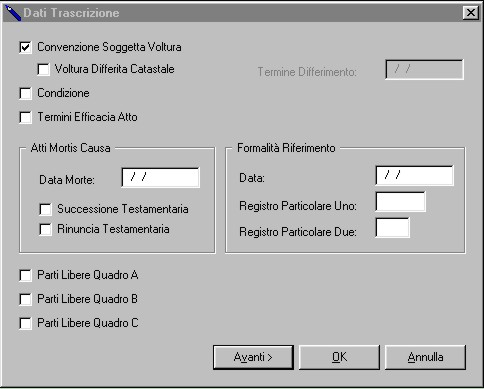 Dati Trascrizione
Convenzione Soggetta Voltura
Voltura Differita Catastale
Termine Differimento: / /
Condizione
Termini Efficacia Atto
Atti Mortis Causa
Data Morte: / /
Successione Testamentaria
Rinuncia Testamentaria
Formalità Riferimento
Data: / /
Registro Particolare Uno:
Registro Particolare Due:
Parti Libere Quadro A
Parti Libere Quadro B
Parti Libere Quadro C
Avanti > OK Annulla